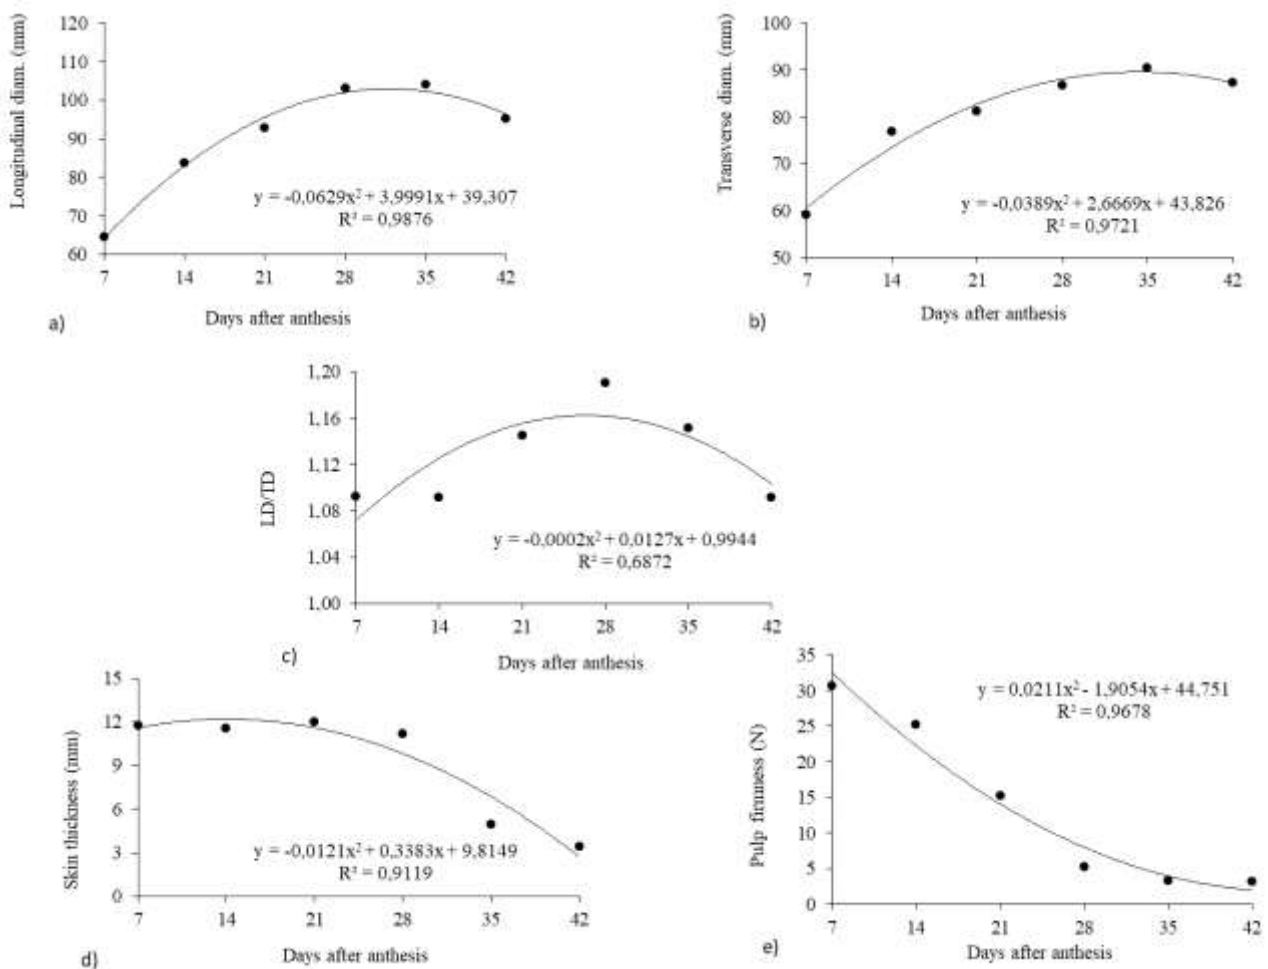 Longitudinal diam. (mm)
120
110
100
90
80
70
60
y = -0,0629x² + 3,9991x + 39,307
R² = 0,9876
7 14 21 28 35 42
Days after anthesis
a)
Transverse diam. (mm)
100
90
80
70
60
50
y = -0,0389x² + 2,6669x + 43,826
R² = 0,9721
7 14 21 28 35 42
Days after anthesis
b)
LD/TD
1.20
1.16
1.12
1.08
1.04
1.00
y = -0,0002x² + 0,0127x + 0,9944
R² = 0,6872
7 14 21 28 35 42
Days after anthesis
c)
Skin thickness (mm)
15
12
9
6
3
0
y = -0,0121x² + 0,3383x + 9,8149
R² = 0,9119
7 14 21 28 35 42
Days after anthesis
d)
Pulp firmness (N)
35
30
25
20
15
10
5
0
y = 0,0211x² - 1,9054x + 44,751
R² = 0,9678
7 14 21 28 35 42
Days after anthesis
e)